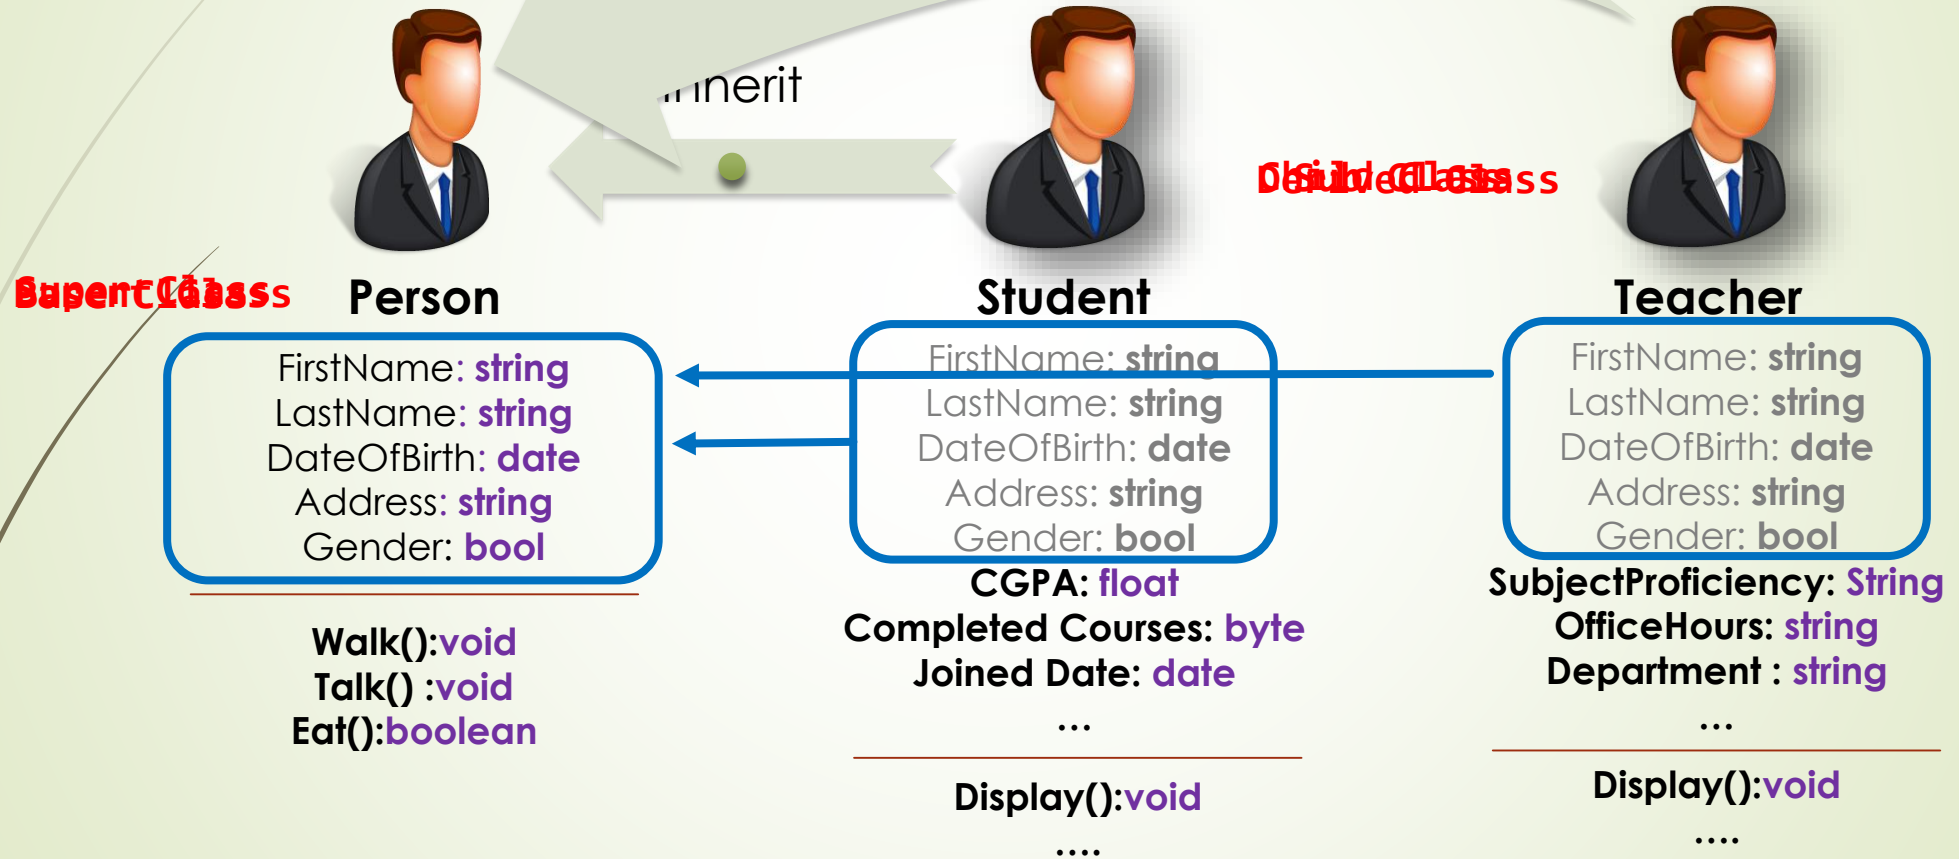 Person
FirstName: string
LastName: string
DateOfBirth: date
Address: string
Gender: bool
Walk():void
Talk() :void
Eat():boolean
Student
FirstName: string
LastName: string
DateOfBirth: date
Address: string
Gender: bool
CGPA: float
Completed Courses: byte
Joined Date: date
...
Display():void
....
Teacher
FirstName: string
LastName: string
DateOfBirth: date
Address: string
Gender: bool
SubjectProficiency: String
OfficeHours: string
Department : string
...
Display():void
....